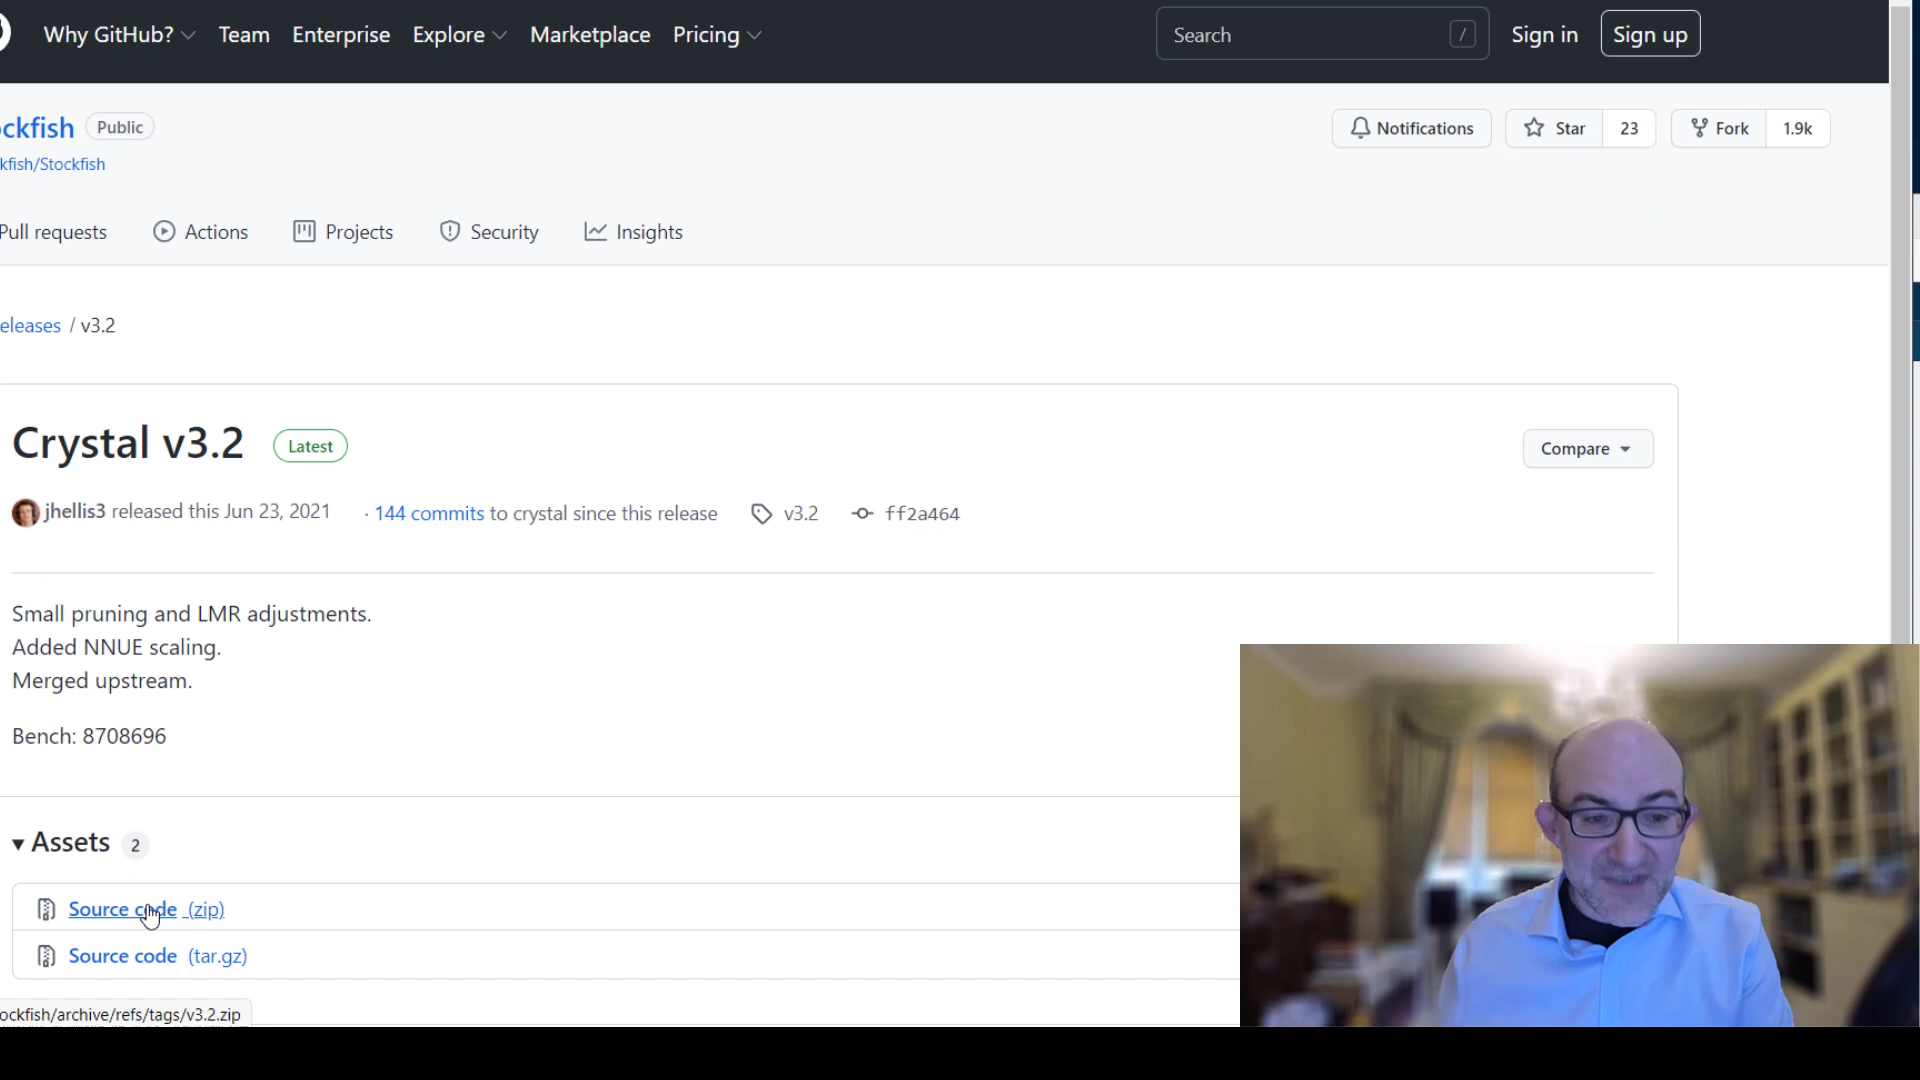 Why GitHub? Team Enterprise Explore Marketplace Pricing Search / Sign in Sign up
ckfish Public Notifications Star 23 Fork 1.9k
kfish/Stockfish
Pull requests Actions Projects Security Insights
eleases / v3.2
Crystal v3.2 Latest Compare
jhellis3 released this Jun 23, 2021 · 144 commits to crystal since this release v3.2 ff2a464
Small pruning and LMR adjustments.
Added NNUE scaling.
Merged upstream.
Bench: 8708696
Assets 2
Source code (zip)
Source code (tar.gz)
ockfish/archive/refs/tags/v3.2.zip